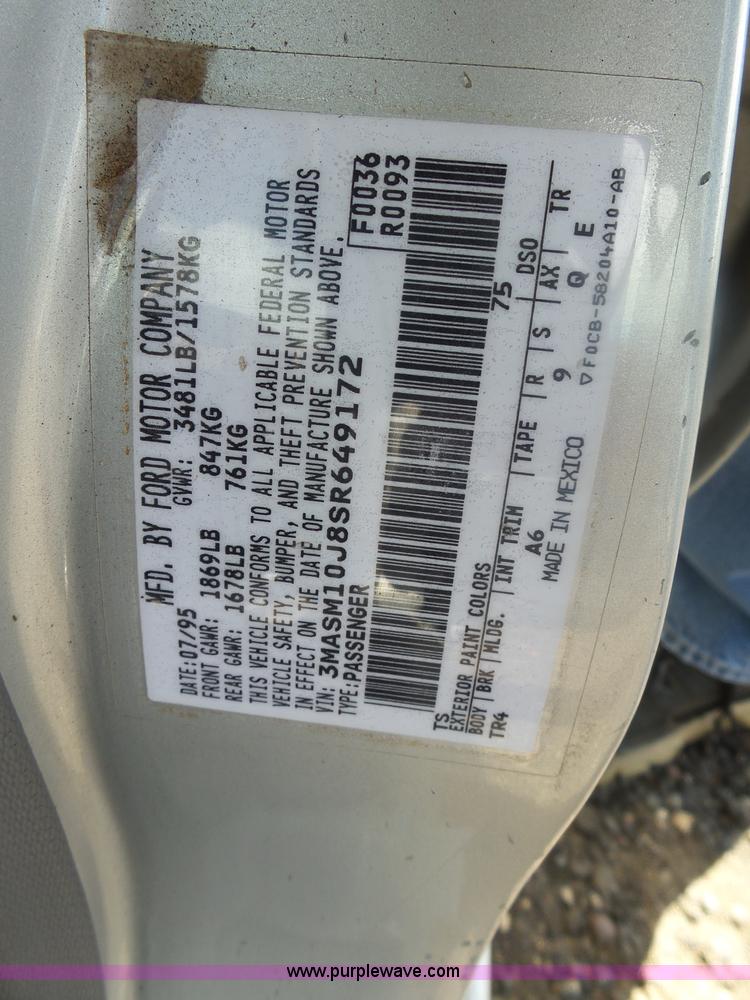 MFD. BY FORD MOTOR COMPANY
DATE:07/95 GVWR: 3481LB/1578KG
FRONT GAWR: 1869LB 847KG
REAR GAWR: 1678LB 761KG
THIS VEHICLE CONFORMS TO ALL APPLICABLE FEDERAL MOTOR
VEHICLE SAFETY, BUMPER, AND THEFT PREVENTION STANDARDS
IN EFFECT ON THE DATE OF MANUFACTURE SHOWN ABOVE.
VIN: 3MASM10J8SR649172
TYPE:PASSENGER
F0036
R0093
TS 75
EXTERIOR PAINT COLORS DSO
BODY | BRK | MLDG. | INT TRIM | TAPE | R | S | AX | TR
TR4 A6 9 Q E
MADE IN MEXICO ▽ F0CB-58204A10-AB
www.purplewave.com